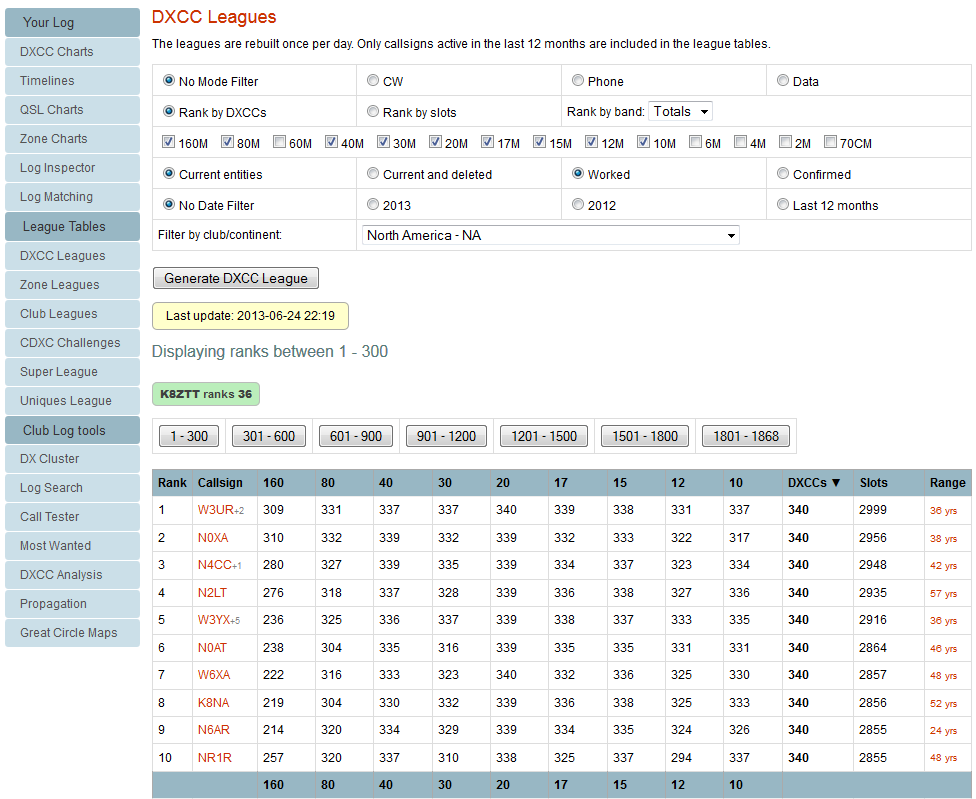 Your Log
DXCC Charts
Timelines
QSL Charts
Zone Charts
Log Inspector
Log Matching
League Tables
DXCC Leagues
Zone Leagues
Club Leagues
CDXC Challenges
Super League
Uniques League
Club Log tools
DX Cluster
Log Search
Call Tester
Most Wanted
DXCC Analysis
Propagation
Great Circle Maps
DXCC Leagues
The leagues are rebuilt once per day. Only callsigns active in the last 12 months are included in the league tables.
No Mode Filter CW Phone Data
Rank by DXCCs Rank by slots Rank by band: Totals
160M 80M 60M 40M 30M 20M 17M 15M 12M 10M 6M 4M 2M 70CM
Current entities Current and deleted Worked Confirmed
No Date Filter 2013 2012 Last 12 months
Filter by club/continent: North America - NA
Generate DXCC League
Last update: 2013-06-24 22:19
Displaying ranks between 1 - 300
K8ZTT ranks 36
1 - 300 301 - 600 601 - 900 901 - 1200 1201 - 1500 1501 - 1800 1801 - 1868
Rank Callsign 160 80 40 30 20 17 15 12 10 DXCCs ▼ Slots Range
1 W3UR+2 309 331 337 337 340 339 338 331 337 340 2999 36 yrs
2 N0XA 310 332 339 332 339 332 333 322 317 340 2956 38 yrs
3 N4CC+1 280 327 339 335 339 334 337 323 334 340 2948 42 yrs
4 N2LT 276 318 337 328 339 336 338 327 336 340 2935 57 yrs
5 W3YX+5 236 325 336 337 339 338 337 333 335 340 2916 36 yrs
6 N0AT 238 304 335 316 339 335 335 331 331 340 2864 46 yrs
7 W6XA 222 316 333 323 340 332 336 325 330 340 2857 48 yrs
8 K8NA 219 304 330 332 339 336 338 325 333 340 2856 52 yrs
9 N6AR 214 320 334 329 339 334 335 324 326 340 2855 24 yrs
10 NR1R 257 320 337 310 338 325 337 294 337 340 2855 48 yrs
160 80 40 30 20 17 15 12 10